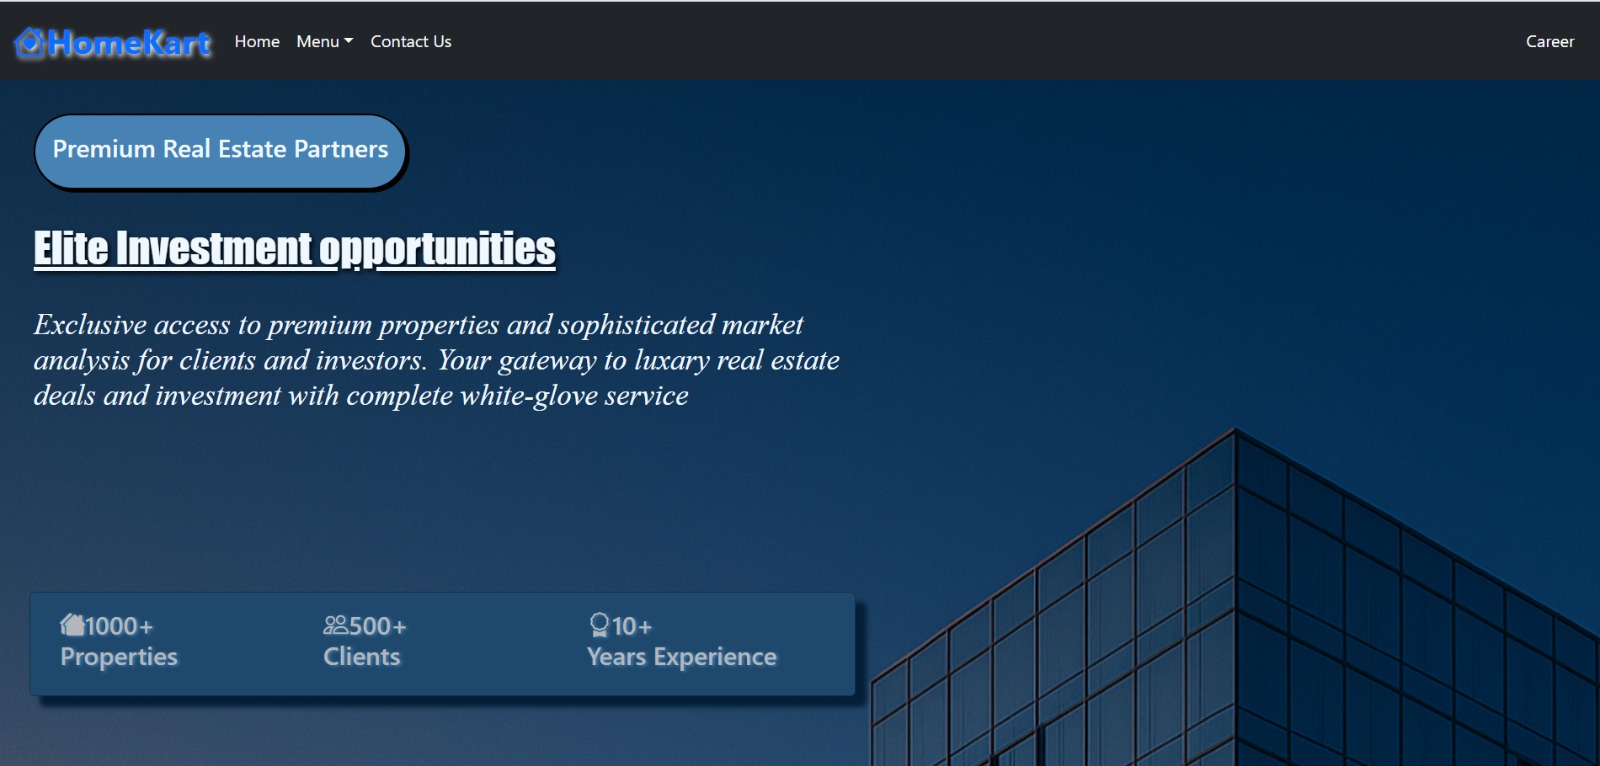 HomeKart Home Menu Contact Us Career
Premium Real Estate Partners
Elite Investment opportunities
Exclusive access to premium properties and sophisticated market
analysis for clients and investors. Your gateway to luxary real estate
deals and investment with complete white-glove service
1000+ 500+ 10+
Properties Clients Years Experience